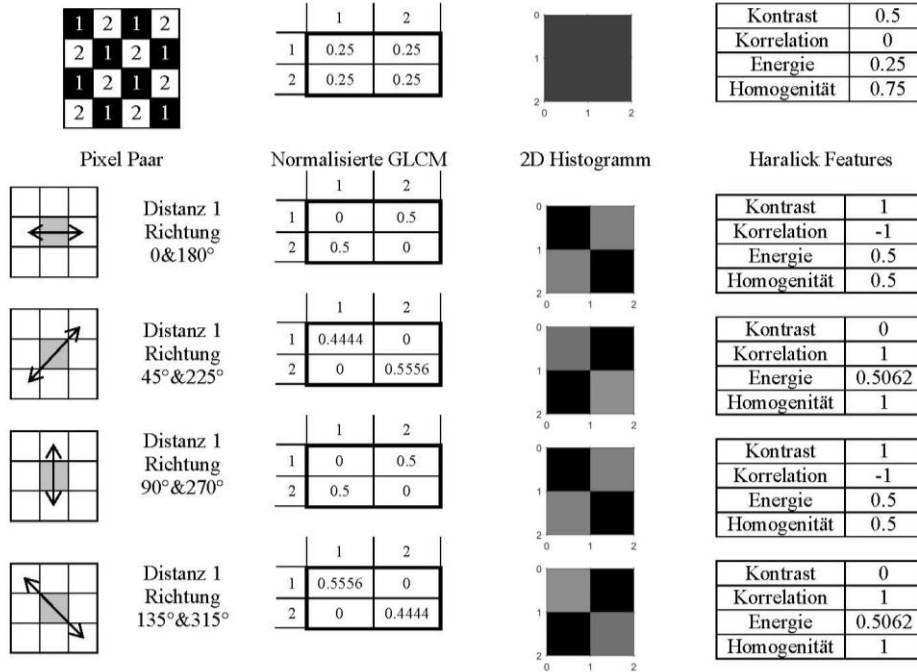 1 2 1 2
2 1 2 1
1 2 1 2
2 1 2 1
1 2
1 0.25 0.25
2 0.25 0.25
0
1
2
0 1 2
Kontrast 0.5
Korrelation 0
Energie 0.25
Homogenität 0.75
Pixel Paar Normalisierte GLCM 2D Histogramm Haralick Features
Distanz 1
Richtung
0&180°
1 2
1 0 0.5
2 0.5 0
0
1
2
0 1 2
Kontrast 1
Korrelation -1
Energie 0.5
Homogenität 0.5
Distanz 1
Richtung
45°&225°
1 2
1 0.4444 0
2 0 0.5556
0
1
2
0 1 2
Kontrast 0
Korrelation 1
Energie 0.5062
Homogenität 1
Distanz 1
Richtung
90°&270°
1 2
1 0 0.5
2 0.5 0
0
1
2
0 1 2
Kontrast 1
Korrelation -1
Energie 0.5
Homogenität 0.5
Distanz 1
Richtung
135°&315°
1 2
1 0.5556 0
2 0 0.4444
0
1
2
0 1 2
Kontrast 0
Korrelation 1
Energie 0.5062
Homogenität 1